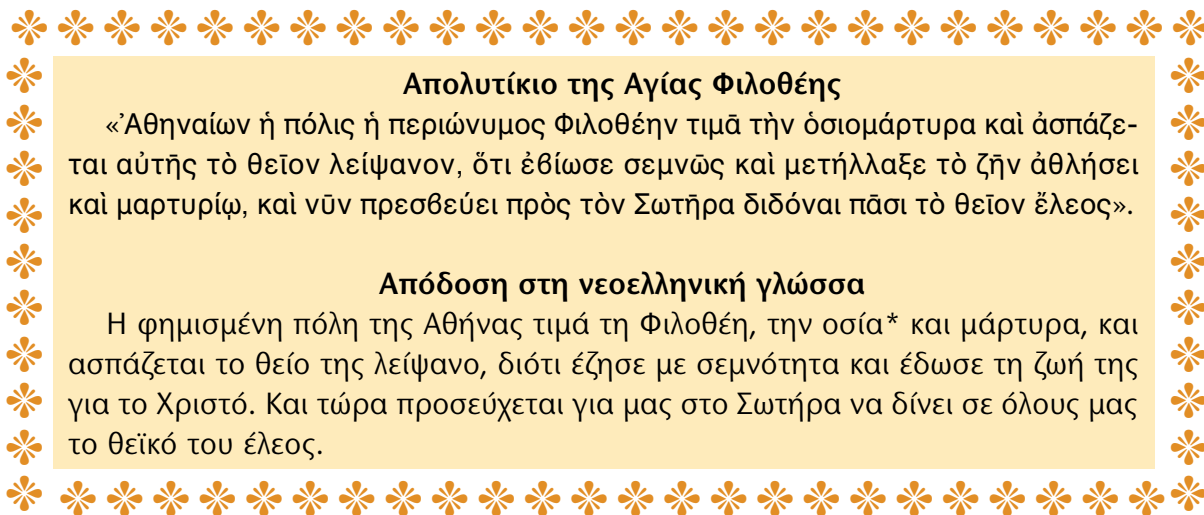 Απολυτίκιο της Αγίας Φιλοθέης
«Ἀθηναίων ἡ πόλις ἡ περιώνυμος Φιλοθέην τιμᾶ τὴν ὁσιομάρτυρα καὶ ἀσπάζε-
ται αὐτῆς τὸ θεῖον λείψανον, ὅτι ἐβίωσε σεμνῶς καὶ μετήλλαξε τὸ ζῆν ἀθλήσει
καὶ μαρτυρίῳ, καὶ νῦν πρεσβεύει πρὸς τὸν Σωτῆρα διδόναι πᾶσι τὸ θεῖον ἔλεος».
Απόδοση στη νεοελληνική γλώσσα
Η φημισμένη πόλη της Αθήνας τιμά τη Φιλοθέη, την οσία* και μάρτυρα, και
ασπάζεται το θείο της λείψανο, διότι έζησε με σεμνότητα και έδωσε τη ζωή της
για το Χριστό. Και τώρα προσεύχεται για μας στο Σωτήρα να δίνει σε όλους μας
το θεϊκό του έλεος.